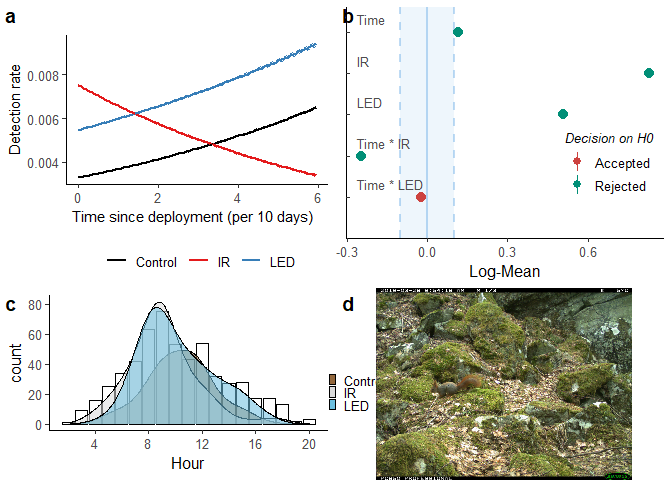 a
Detection rate
0.008
0.006
0.004
0 2 4 6
Time since deployment (per 10 days)
Control IR LED
b
Time
IR
LED
Time * IR
Time * LED
Decision on H0
Accepted
Rejected
-0.3 0.0 0.3 0.6
Log-Mean
c
count
80
60
40
20
0
4 8 12 16 20
Hour
Contr
IR
LED
d